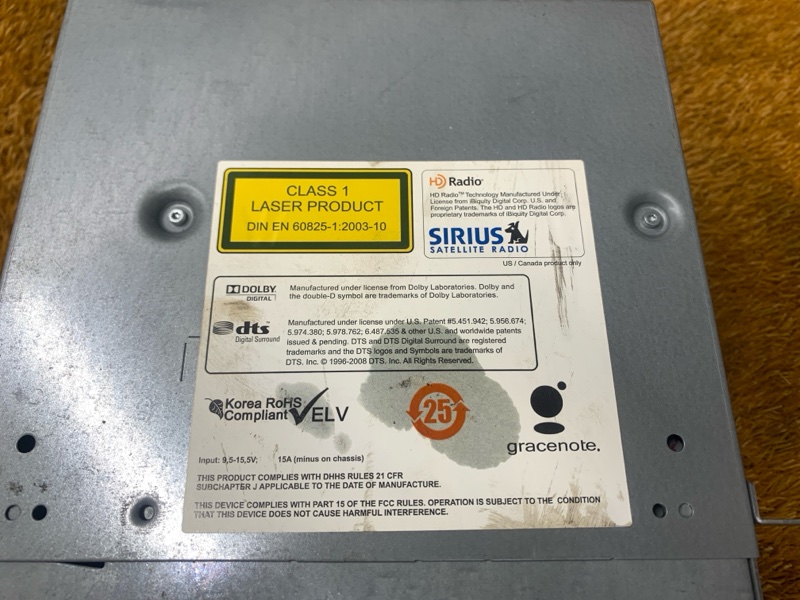 CLASS 1
LASER PRODUCT
DIN EN 60825-1:2003-10
HD Radio™
HD Radio™ Technology Manufactured Under
License from iBiquity Digital Corp. U.S. and
Foreign Patents. The HD and HD Radio logos are
proprietary trademarks of iBiquity Digital Corp.
SIRIUS
SATELLITE RADIO
US / Canada product only
DOLBY
DIGITAL
Manufactured under license from Dolby Laboratories. Dolby and
the double-D symbol are trademarks of Dolby Laboratories.
dts
Digital Surround
Manufactured under license under U.S. Patent #5.451.942; 5.956.674;
5.974.380; 5.978.762; 6.487.535 & other U.S. and worldwide patents
issued & pending. DTS and DTS Digital Surround are registered
trademarks and the DTS logos and Symbols are trademarks of
DTS. Inc. © 1996-2008 DTS. Inc. All Rights Reserved.
Korea RoHS
Compliant
ELV
25
gracenote.
Input: 9,5-15,5V; 15A (minus on chassis)
THIS PRODUCT COMPLIES WITH DHHS RULES 21 CFR
SUBCHAPTER J APPLICABLE TO THE DATE OF MANUFACTURE.
THIS DEVICE COMPLIES WITH PART 15 OF THE FCC RULES. OPERATION IS SUBJECT TO THE CONDITION
THAT THIS DEVICE DOES NOT CAUSE HARMFUL INTERFERENCE.